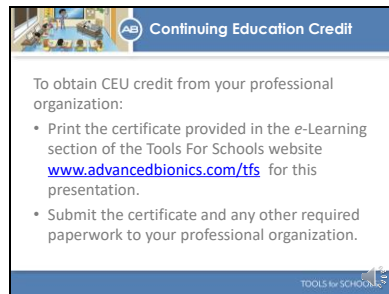 AB Continuing Education Credit
To obtain CEU credit from your professional
organization:
• Print the certificate provided in the e-Learning
section of the Tools For Schools website
www.advancedbionics.com/tfs for this
presentation.
• Submit the certificate and any other required
paperwork to your professional organization.
TOOLS for SCHOOLS